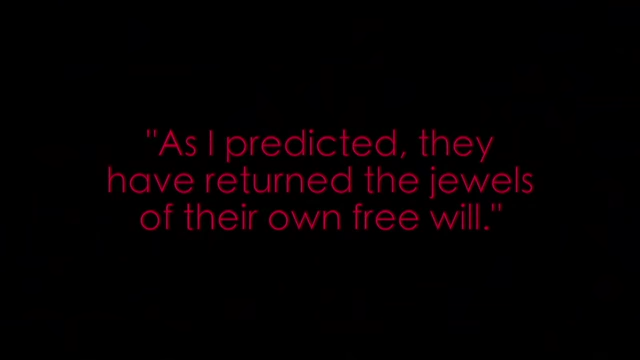 "As I predicted, they
have returned the jewels
of their own free will."